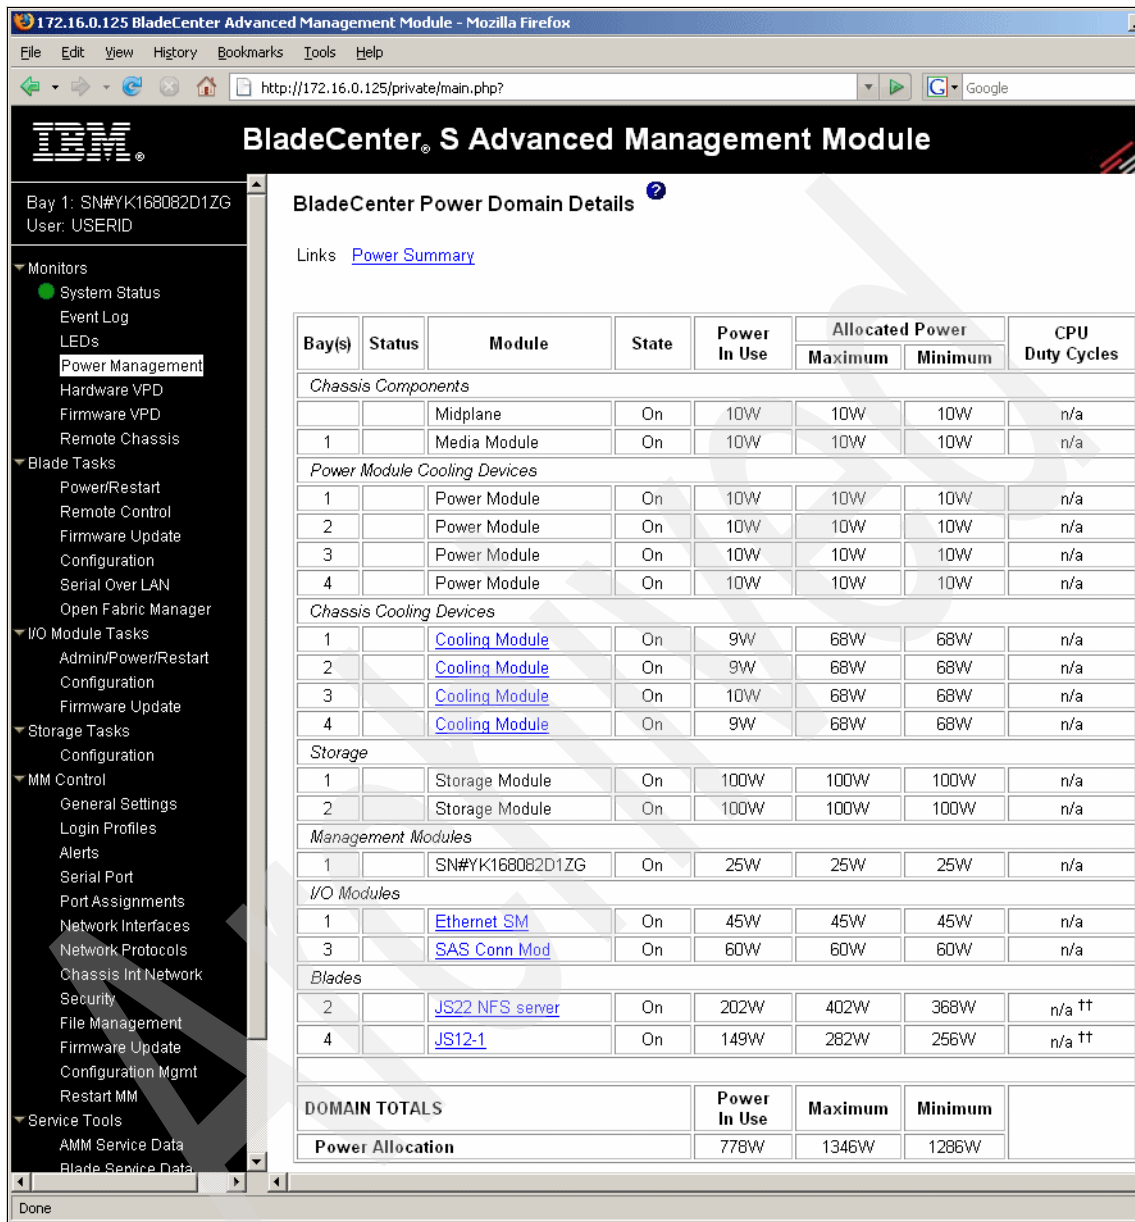 172.16.0.125 BladeCenter Advanced Management Module - Mozilla Firefox
File Edit View History Bookmarks Tools Help
http://172.16.0.125/private/main.php? G Google
IBM® BladeCenter® S Advanced Management Module
Bay 1: SN#YK168082D1ZG
User: USERID
Monitors
System Status
Event Log
LEDs
Power Management
Hardware VPD
Firmware VPD
Remote Chassis
Blade Tasks
Power/Restart
Remote Control
Firmware Update
Configuration
Serial Over LAN
Open Fabric Manager
I/O Module Tasks
Admin/Power/Restart
Configuration
Firmware Update
Storage Tasks
Configuration
MM Control
General Settings
Login Profiles
Alerts
Serial Port
Port Assignments
Network Interfaces
Network Protocols
Chassis Int Network
Security
File Management
Firmware Update
Configuration Mgmt
Restart MM
Service Tools
AMM Service Data
Blade Service Data
BladeCenter Power Domain Details ?
Links Power Summary
Bay(s) Status Module State Power In Use Allocated Power Maximum Minimum CPU Duty Cycles
Chassis Components
Midplane On 10W 10W 10W n/a
1 Media Module On 10W 10W 10W n/a
Power Module Cooling Devices
1 Power Module On 10W 10W 10W n/a
2 Power Module On 10W 10W 10W n/a
3 Power Module On 10W 10W 10W n/a
4 Power Module On 10W 10W 10W n/a
Chassis Cooling Devices
1 Cooling Module On 9W 68W 68W n/a
2 Cooling Module On 9W 68W 68W n/a
3 Cooling Module On 10W 68W 68W n/a
4 Cooling Module On 9W 68W 68W n/a
Storage
1 Storage Module On 100W 100W 100W n/a
2 Storage Module On 100W 100W 100W n/a
Management Modules
1 SN#YK168082D1ZG On 25W 25W 25W n/a
I/O Modules
1 Ethernet SM On 45W 45W 45W n/a
3 SAS Conn Mod On 60W 60W 60W n/a
Blades
2 JS22 NFS server On 202W 402W 368W n/a ††
4 JS12-1 On 149W 282W 256W n/a ††
DOMAIN TOTALS Power In Use Maximum Minimum
Power Allocation 778W 1346W 1286W
Done
Archived